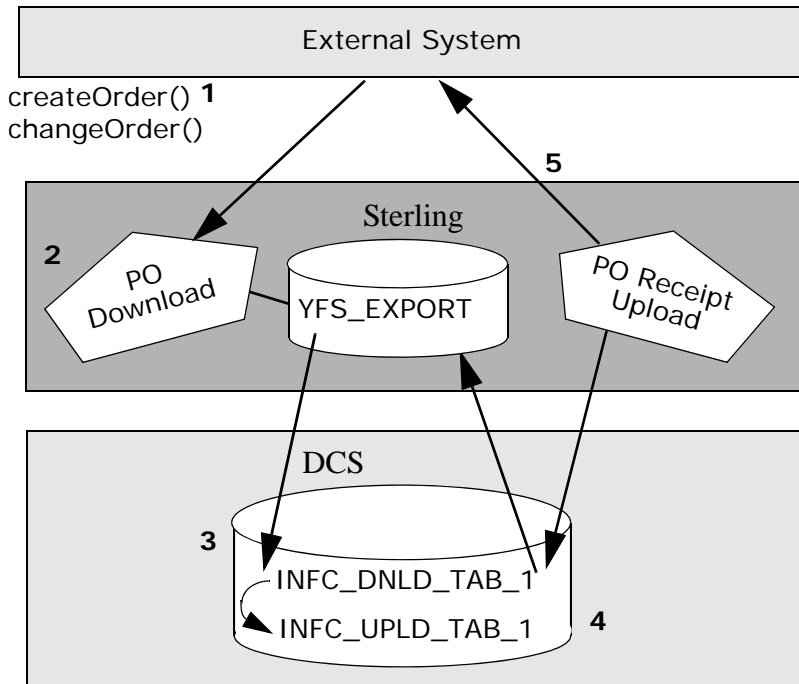 External System
createOrder() 1
changeOrder()
5
Sterling
2
PO
Download
YFS_EXPORT
PO Receipt
Upload
DCS
3
INFC_DNLD_TAB_1
INFC_UPLD_TAB_1
4